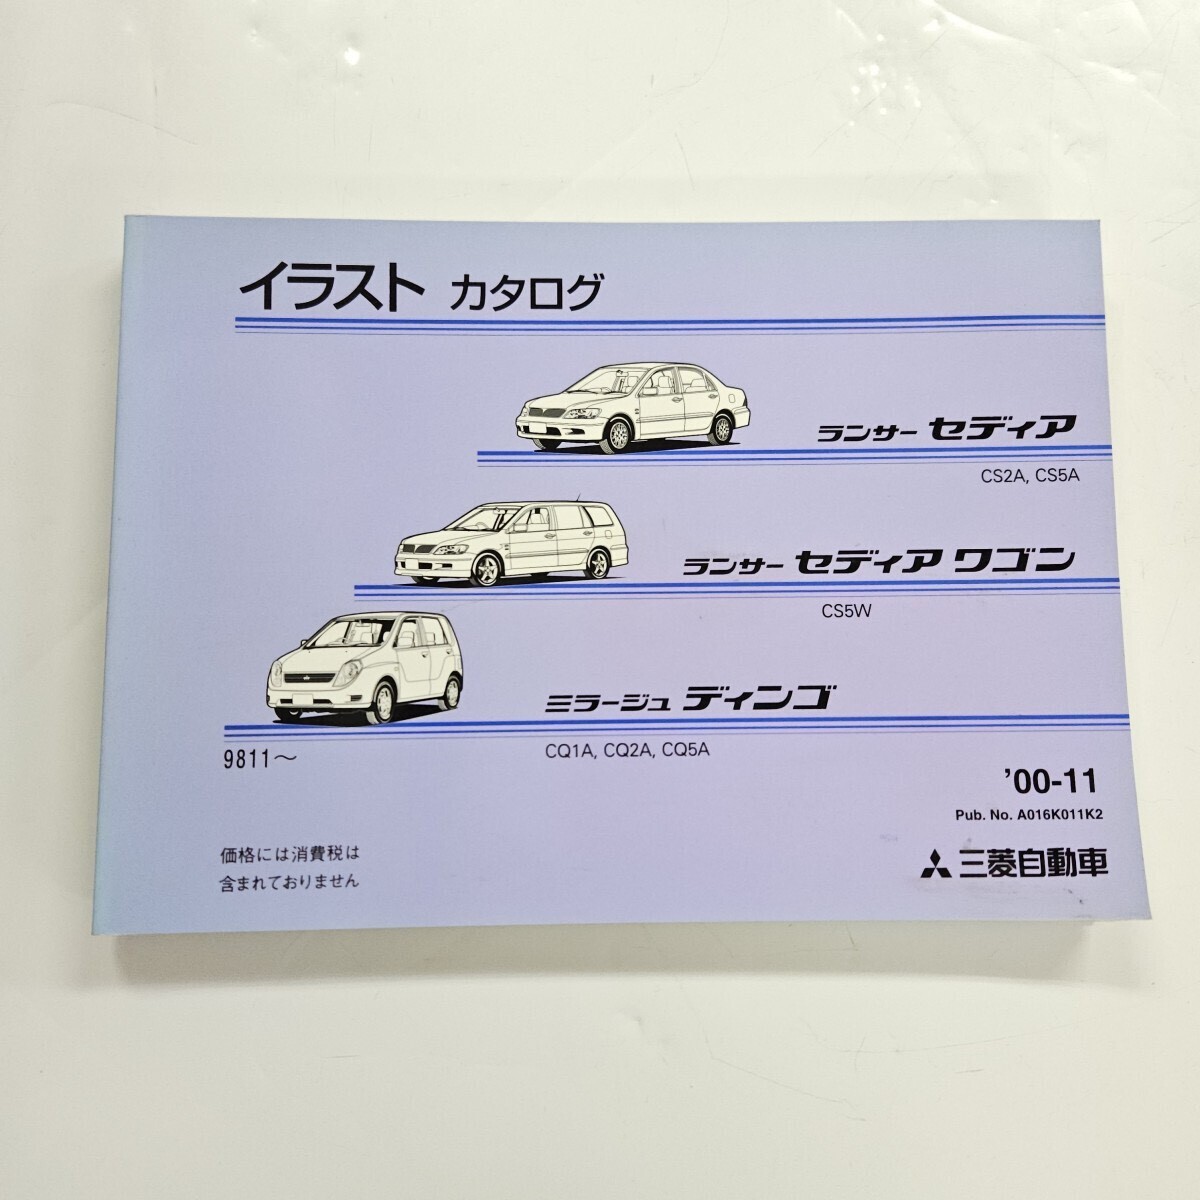 イラスト カタログ
ランサー セディア
CS2A, CS5A
ランサー セディア ワゴン
CS5W
ミラージュ ディンゴ
CQ1A, CQ2A, CQ5A
9811～
'00-11
Pub. No. A016K011K2
価格には消費税は
含まれておりません
三菱自動車